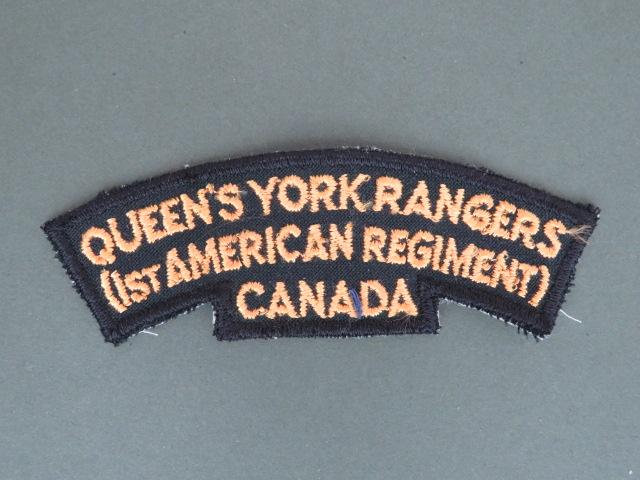 QUEEN'S YORK RANGERS
(1ST AMERICAN REGIMENT)
CANADA